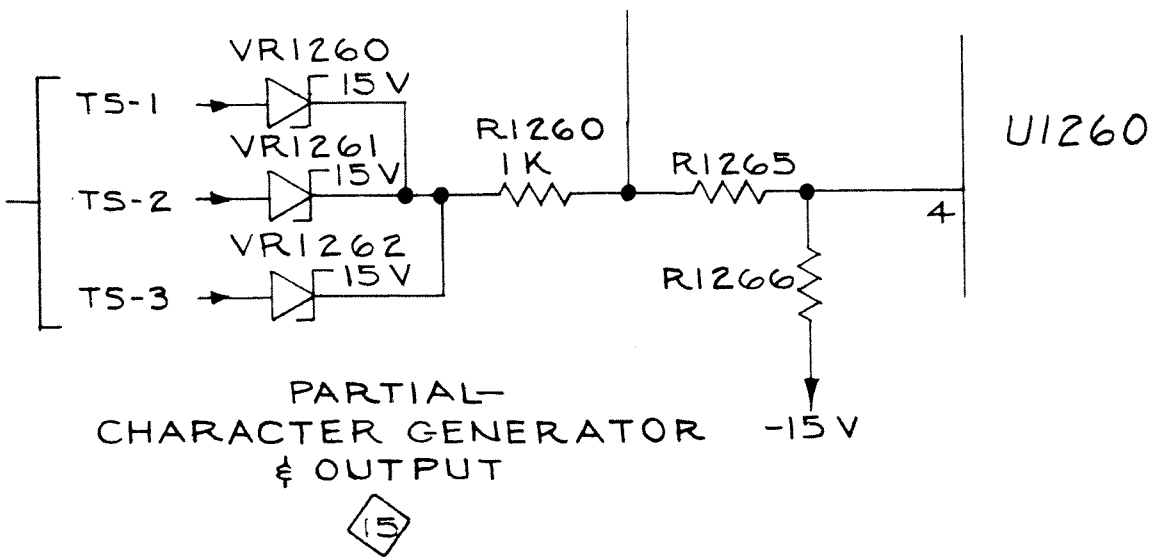 VR1260
15 V
TS-1
VR1261
15 V
TS-2
VR1262
15 V
TS-3
R1260
1 K
R1265
4
U1260
R1266
-15 V
PARTIAL-
CHARACTER GENERATOR
& OUTPUT
15